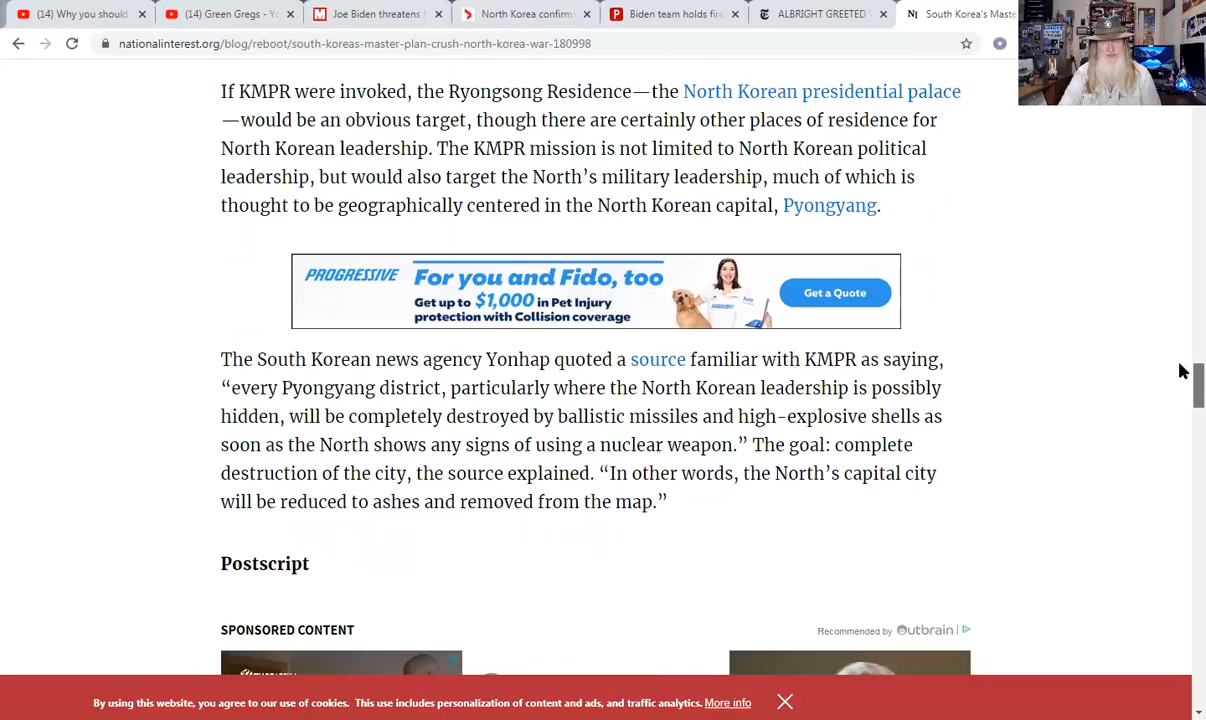 (14) Why you should
(14) Green Gregs - Yo
Joe Biden threatens N
North Korea confirm
Biden team holds fire
ALBRIGHT GREETED
South Korea's Maste
nationalinterest.org/blog/reboot/south-koreas-master-plan-crush-north-korea-war-180998
If KMPR were invoked, the Ryongsong Residence—the North Korean presidential palace
—would be an obvious target, though there are certainly other places of residence for
North Korean leadership. The KMPR mission is not limited to North Korean political
leadership, but would also target the North’s military leadership, much of which is
thought to be geographically centered in the North Korean capital, Pyongyang.
PROGRESSIVE
For you and Fido, too
Get up to $1,000 in Pet Injury
protection with Collision coverage
Get a Quote
The South Korean news agency Yonhap quoted a source familiar with KMPR as saying,
“every Pyongyang district, particularly where the North Korean leadership is possibly
hidden, will be completely destroyed by ballistic missiles and high-explosive shells as
soon as the North shows any signs of using a nuclear weapon.” The goal: complete
destruction of the city, the source explained. “In other words, the North’s capital city
will be reduced to ashes and removed from the map.”
Postscript
SPONSORED CONTENT
Recommended by Outbrain
By using this website, you agree to our use of cookies. This use includes personalization of content and ads, and traffic analytics. More info